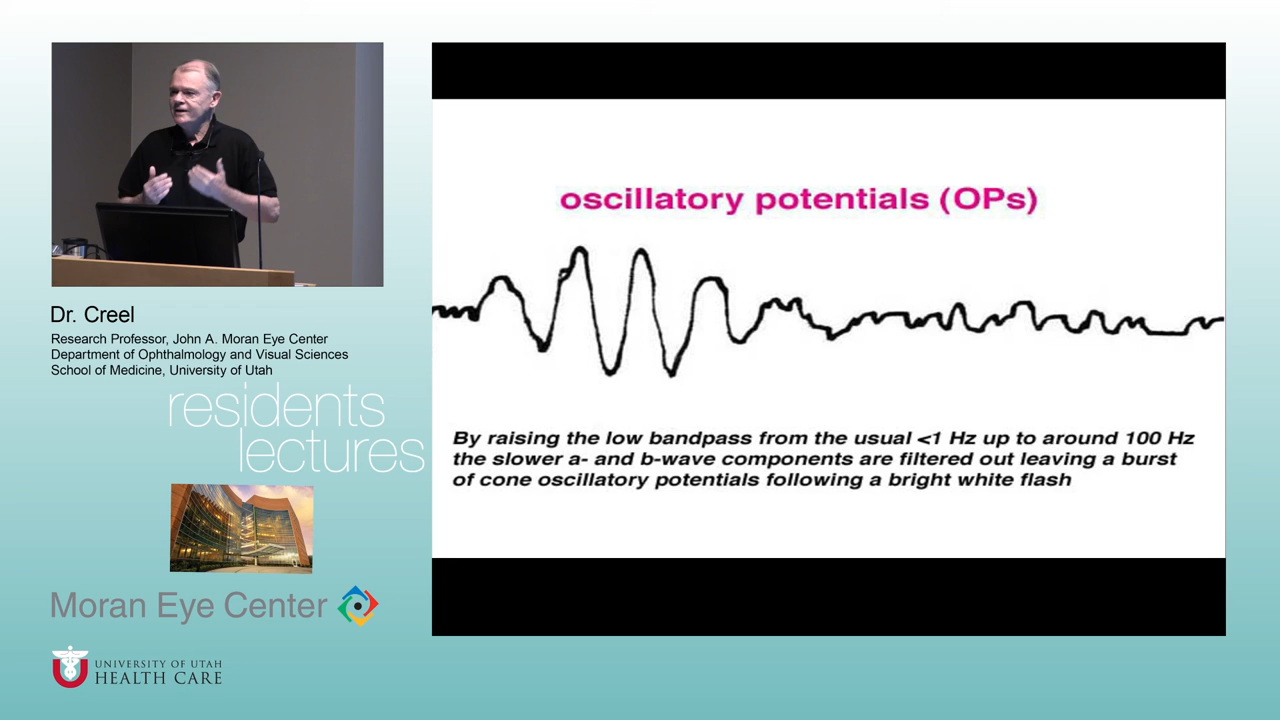 Dr. Creel
Research Professor, John A. Moran Eye Center
Department of Ophthalmology and Visual Sciences
School of Medicine, University of Utah
residents
lectures
Moran Eye Center
UNIVERSITY OF UTAH
HEALTH CARE
oscillatory potentials (OPs)
By raising the low bandpass from the usual <1 Hz up to around 100 Hz
the slower a- and b-wave components are filtered out leaving a burst
of cone oscillatory potentials following a bright white flash